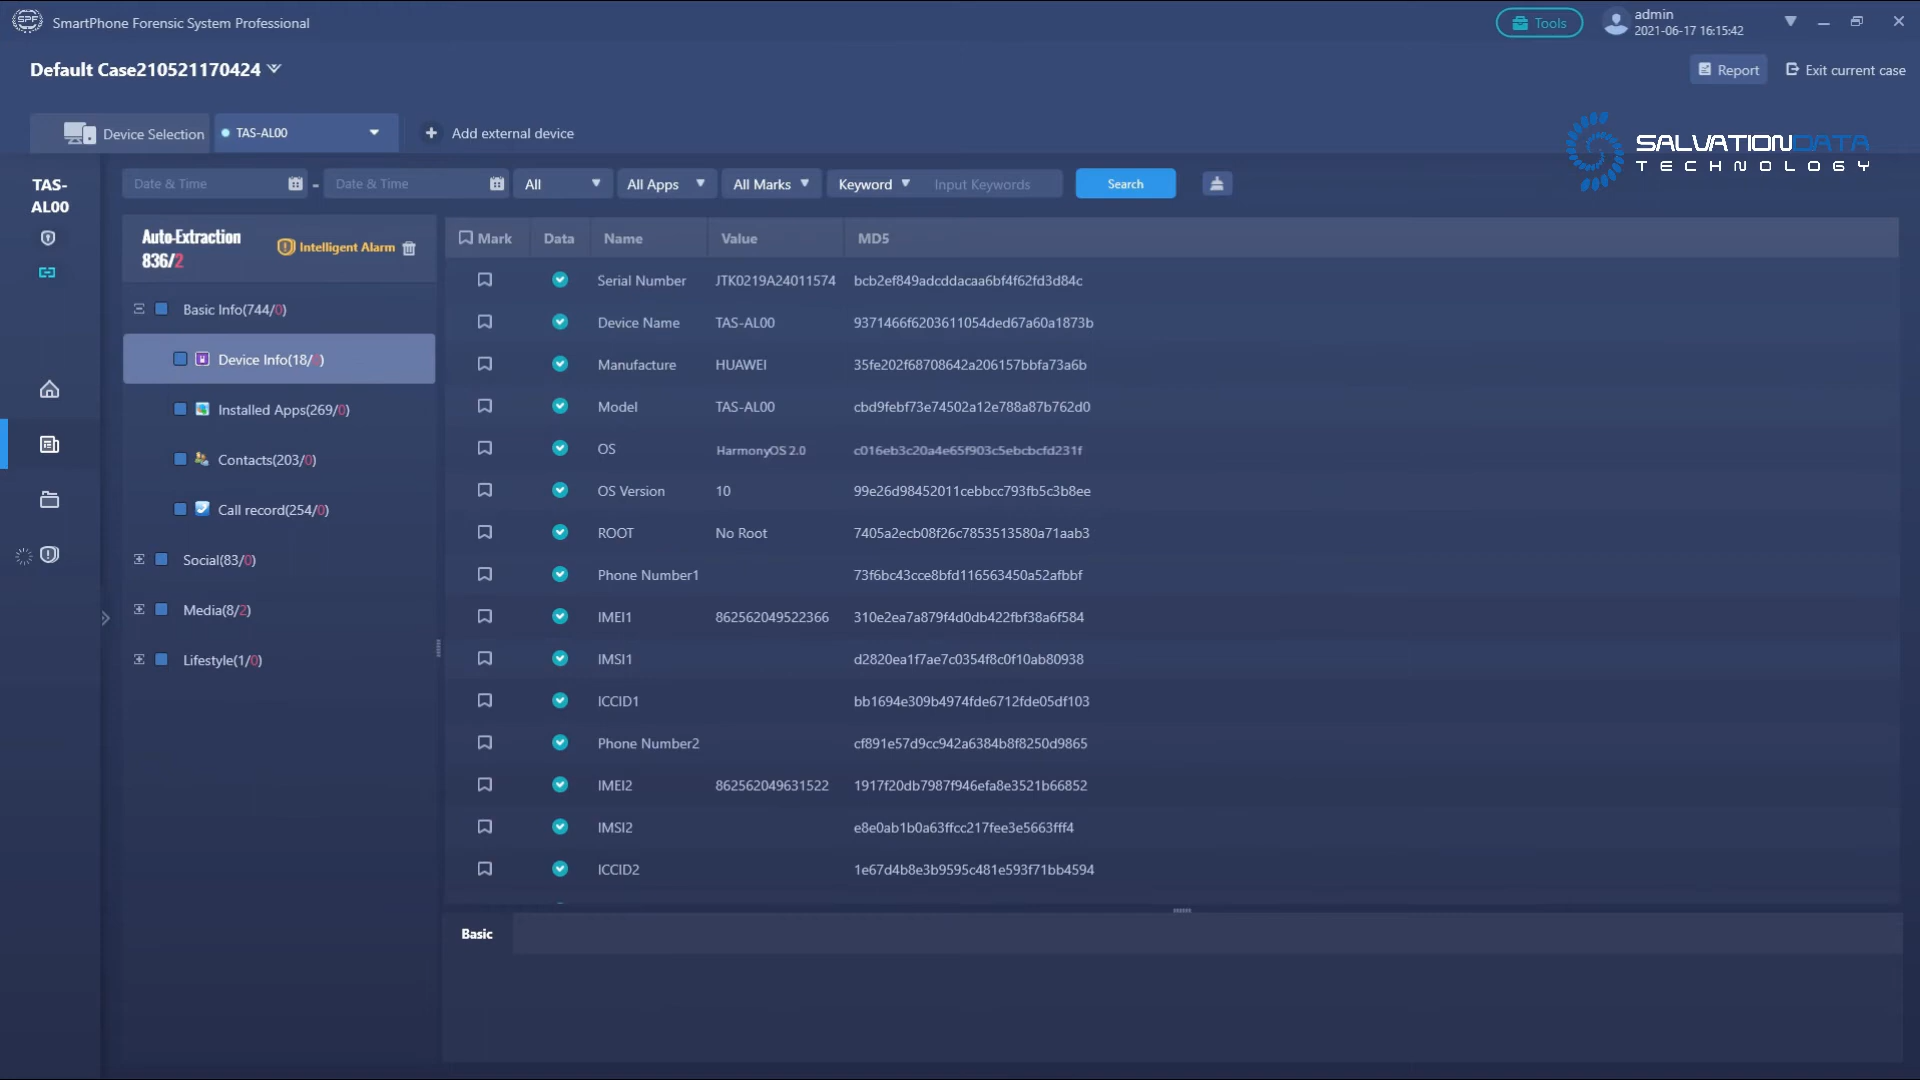 SPF SmartPhone Forensic System Professional
Tools
admin
2021-06-17 16:15:42
Default Case210521170424
Report
Exit current case
Device Selection
TAS-AL00
Add external device
SALVATIONDATA
TECHNOLOGY
TAS-
AL00
Date & Time - Date & Time All All Apps All Marks Keyword Input Keywords Search
Auto-Extraction
836/2
Intelligent Alarm
Basic Info(744/0)
Device Info(18/0)
Installed Apps(269/0)
Contacts(203/0)
Call record(254/0)
Social(83/0)
Media(8/2)
Lifestyle(1/0)
Mark Data Name Value MD5
Serial Number JTK0219A24011574 bcb2ef849adcddacaa6bf4f62fd3d84c
Device Name TAS-AL00 9371466f6203611054ded67a60a1873b
Manufacture HUAWEI 35fe202f68708642a206157bbfa73a6b
Model TAS-AL00 cbd9febf73e74502a12e788a87b762d0
OS HarmonyOS 2.0 c016eb3c20a4e65f903c5ebcbcfd231f
OS Version 10 99e26d98452011cebbcc793fb5c3b8ee
ROOT No Root 7405a2ecb08f26c7853513580a71aab3
Phone Number1 73f6bc43cce8bfd116563450a52afbbf
IMEI1 862562049522366 310e2ea7a879f4d0db422fbf38a6f584
IMSI1 d2820ea1f7ae7c0354f8c0f10ab80938
ICCID1 bb1694e309b4974fde6712fde05df103
Phone Number2 cf891e57d9cc942a6384b8f8250d9865
IMEI2 862562049631522 1917f20db7987f946efa8e3521b66852
IMSI2 e8e0ab1b0a63ffcc217fee3e5663fff4
ICCID2 1e67d4b8e3b9595c481e593f71bb4594
Basic